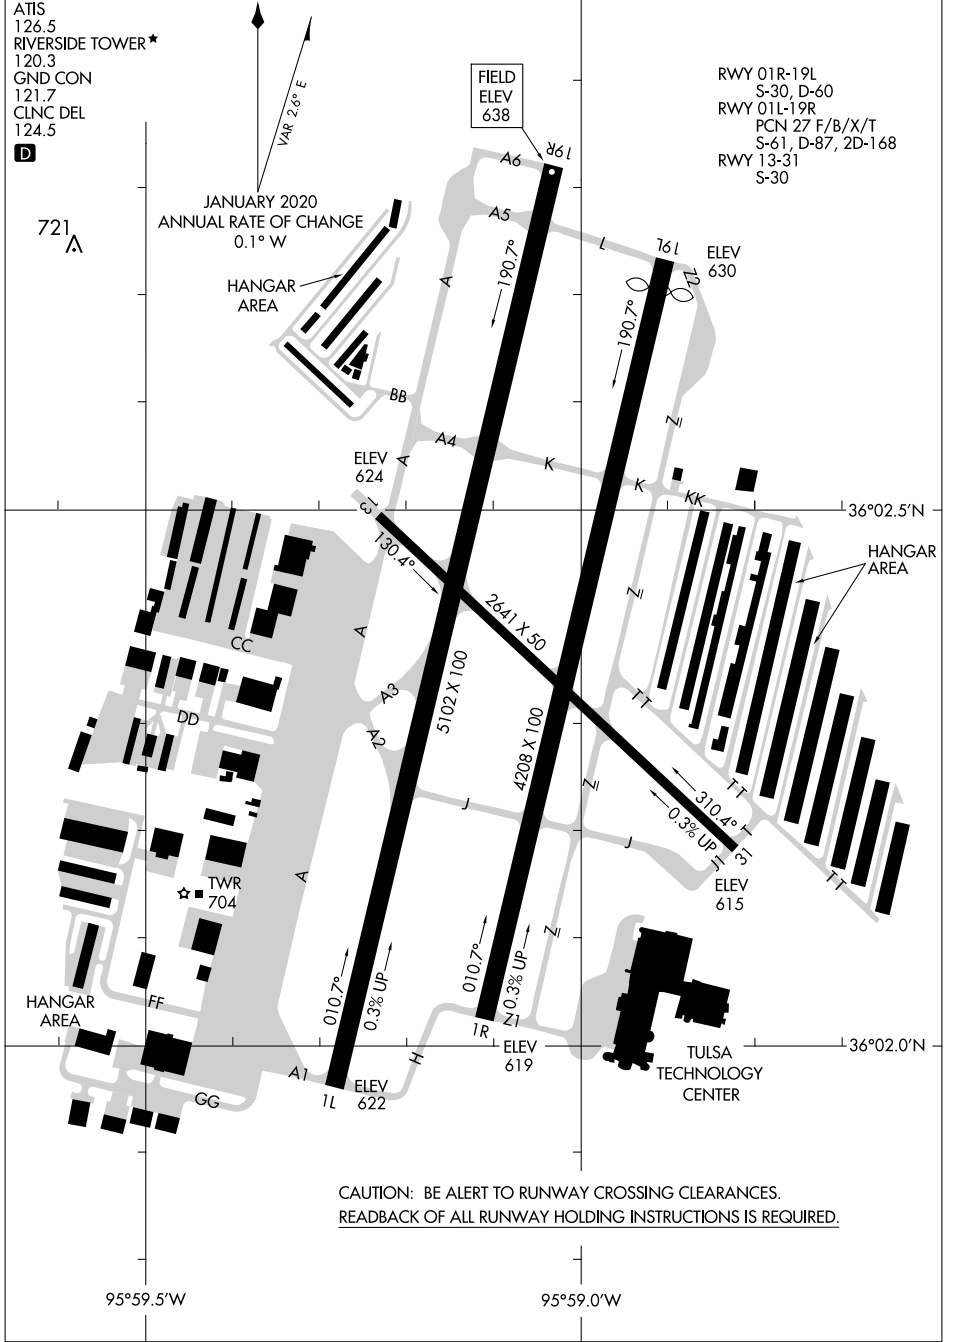 ATIS
126.5
RIVERSIDE TOWER★
120.3
GND CON
121.7
CLNC DEL
124.5
D
VAR 2.6° E
JANUARY 2020
ANNUAL RATE OF CHANGE
0.1° W
FIELD
ELEV
638
RWY 01R-19L
S-30, D-60
RWY 01L-19R
PCN 27 F/B/X/T
S-61, D-87, 2D-168
RWY 13-31
S-30
721
HANGAR
AREA
A6
19R
A5
L
19L
ELEV
630
Z2
A
190.7°
190.7°
BB
A4
A
K
K
KK
Z
ELEV
624
13
130.4°
36°02.5'N
HANGAR
AREA
2641 X 50
Z
A
CC
5102 X 100
A3
A2
TT
DD
4208 X 100
Z
J
J
TT
310.4°
0.3% UP
T
31
J1
ELEV
615
TT
A
TWR
704
Z
010.7°
0.3% UP
010.7°
0.3% UP
HANGAR
AREA
FF
1R
Z1
ELEV
619
36°02.0'N
H
A1
1L
ELEV
622
GG
TULSA
TECHNOLOGY
CENTER
CAUTION: BE ALERT TO RUNWAY CROSSING CLEARANCES.
READBACK OF ALL RUNWAY HOLDING INSTRUCTIONS IS REQUIRED.
95°59.5'W
95°59.0'W